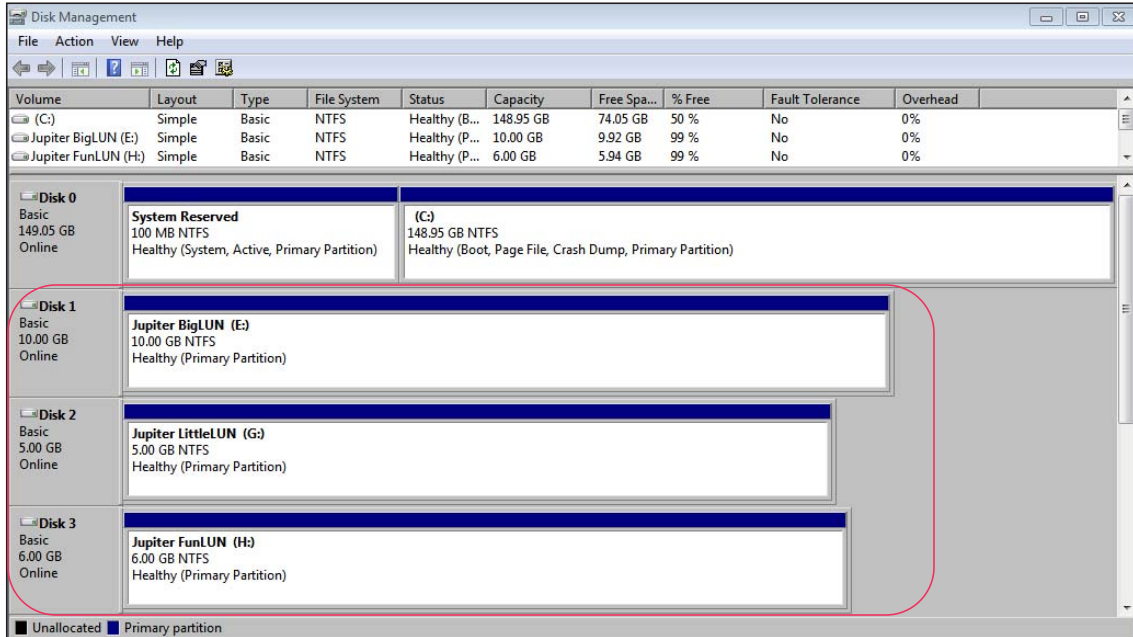 Disk Management
File Action View Help
Volume Layout Type File System Status Capacity Free Spa... % Free Fault Tolerance Overhead
(C:) Simple Basic NTFS Healthy (B... 148.95 GB 74.05 GB 50 % No 0%
Jupiter BigLUN (E:) Simple Basic NTFS Healthy (P... 10.00 GB 9.92 GB 99 % No 0%
Jupiter FunLUN (H:) Simple Basic NTFS Healthy (P... 6.00 GB 5.94 GB 99 % No 0%
Disk 0
Basic
149.05 GB
Online
System Reserved
100 MB NTFS
Healthy (System, Active, Primary Partition)
(C:)
148.95 GB NTFS
Healthy (Boot, Page File, Crash Dump, Primary Partition)
Disk 1
Basic
10.00 GB
Online
Jupiter BigLUN (E:)
10.00 GB NTFS
Healthy (Primary Partition)
Disk 2
Basic
5.00 GB
Online
Jupiter LittleLUN (G:)
5.00 GB NTFS
Healthy (Primary Partition)
Disk 3
Basic
6.00 GB
Online
Jupiter FunLUN (H:)
6.00 GB NTFS
Healthy (Primary Partition)
Unallocated Primary partition